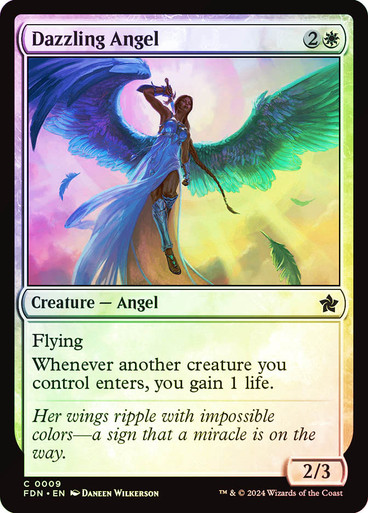 Dazzling Angel 2
Creature — Angel
Flying
Whenever another creature you
control enters, you gain 1 life.
Her wings ripple with impossible
colors—a sign that a miracle is on the
way.
2/3
C 0009
FDN • EN DANEEN WILKERSON
™ & © 2024 Wizards of the Coast